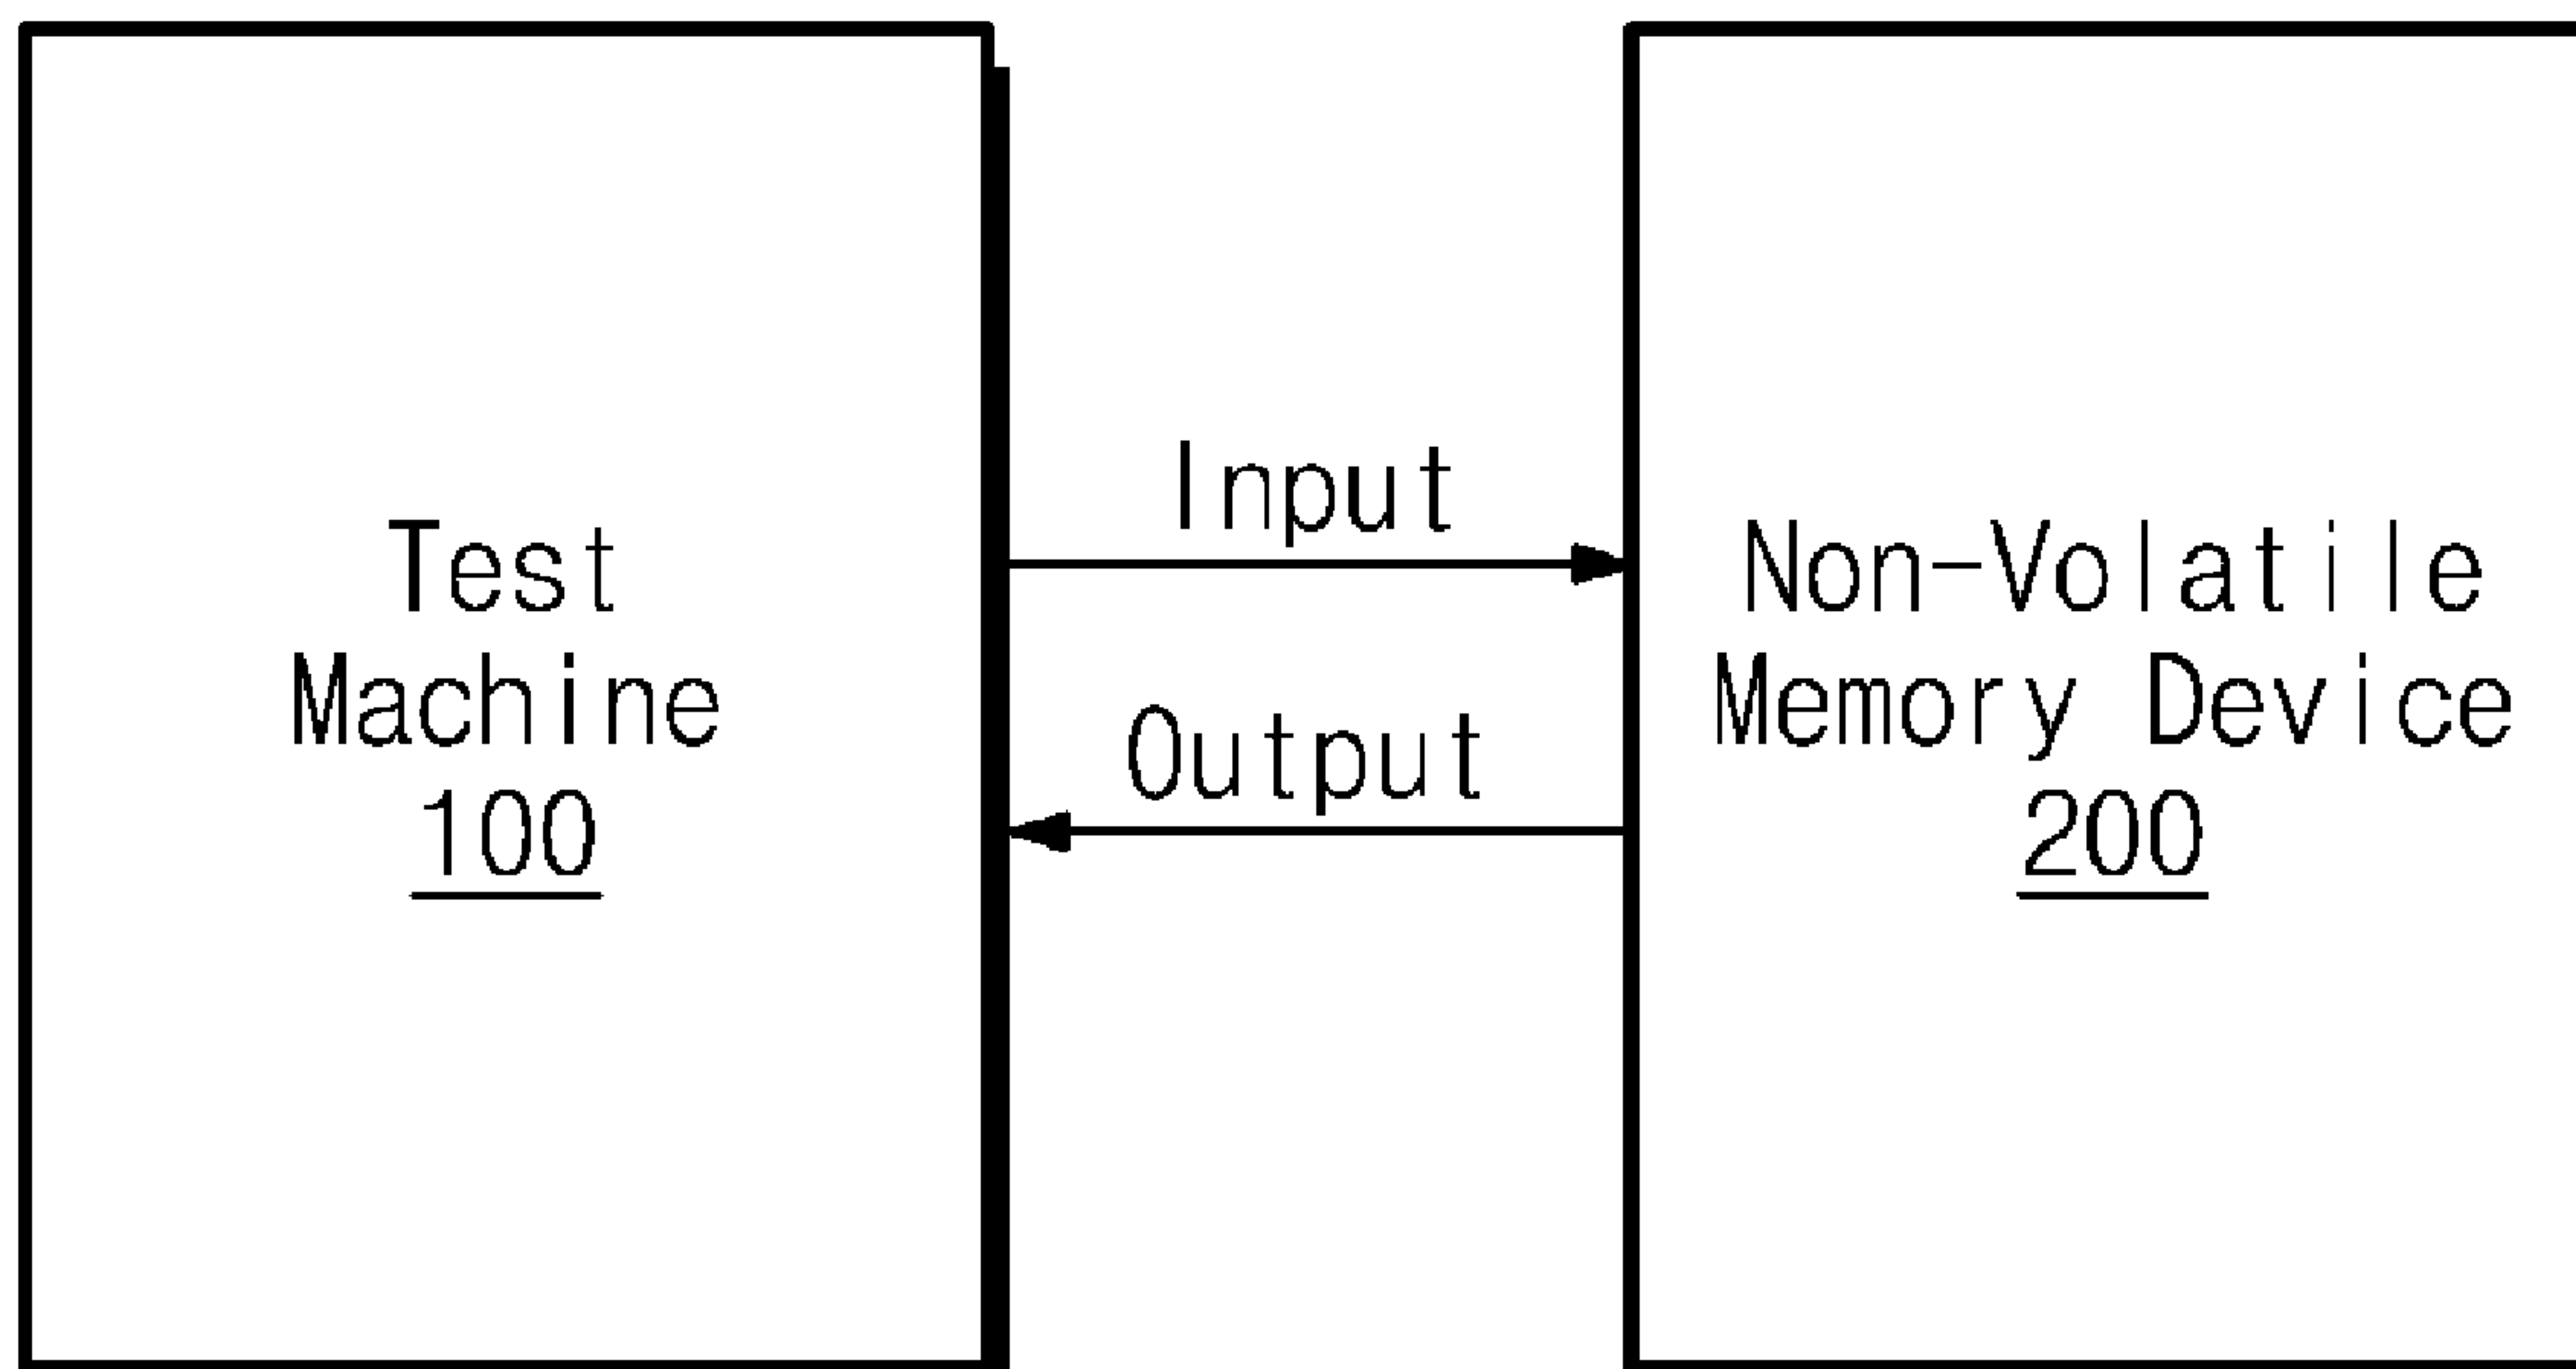 Test
Machine
100
Input
Output
Non-Volatile
Memory Device
200